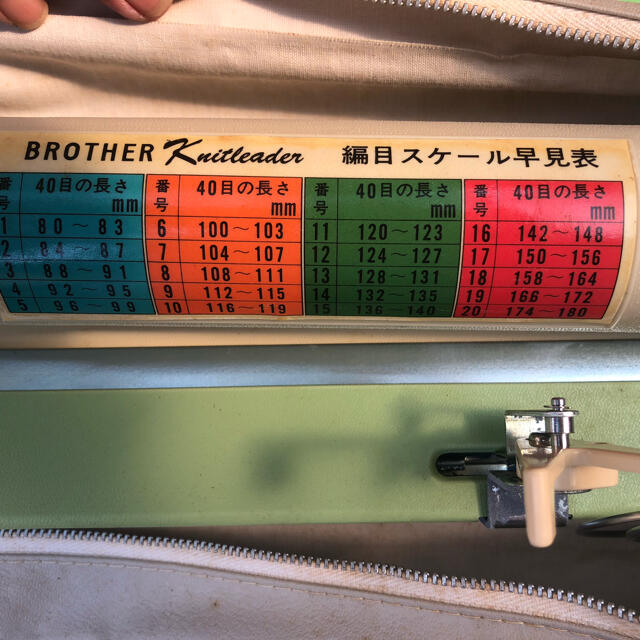 BROTHER Knitleader 編目スケール早見表
番号 40目の長さ mm 番号 40目の長さ mm 番号 40目の長さ mm 番号 40目の長さ mm
1 80～83 6 100～103 11 120～123 16 142～148
2 84～87 7 104～107 12 124～127 17 150～156
3 88～91 8 108～111 13 128～131 18 158～164
4 92～95 9 112～115 14 132～135 19 166～172
5 96～99 10 116～119 15 136～140 20 174～180